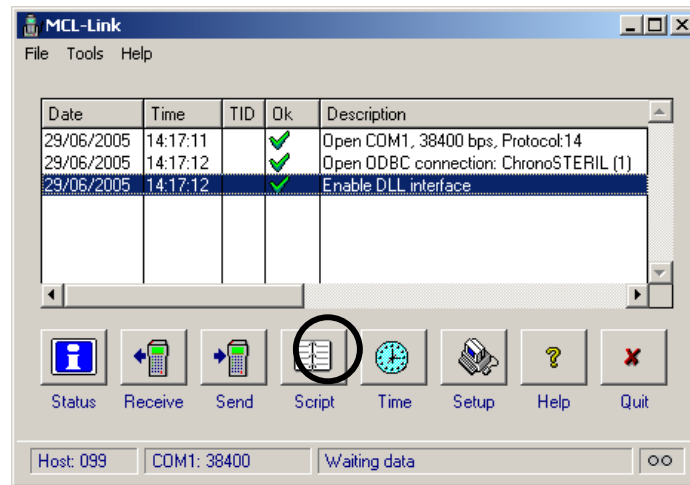 MCL-Link
File Tools Help
Date Time TID Ok Description
29/06/2005 14:17:11 Open COM1, 38400 bps, Protocol:14
29/06/2005 14:17:12 Open ODBC connection: ChronoSTERIL (1)
29/06/2005 14:17:12 Enable DLL interface
Status Receive Send Script Time Setup Help Quit
Host: 099 COM1: 38400 Waiting data